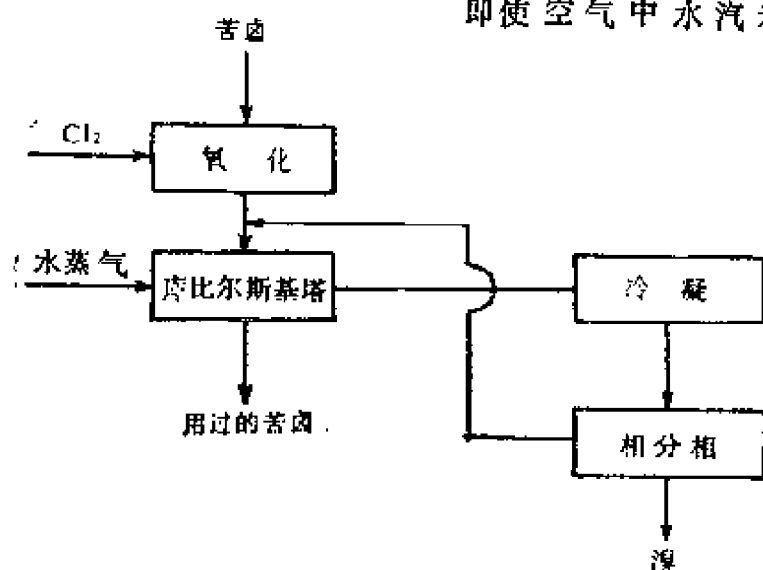 即使空气中水汽
苦卤
Cl₂
氧化
水蒸气
库比尔斯基塔
冷凝
用过的苦卤.
相分相
溴